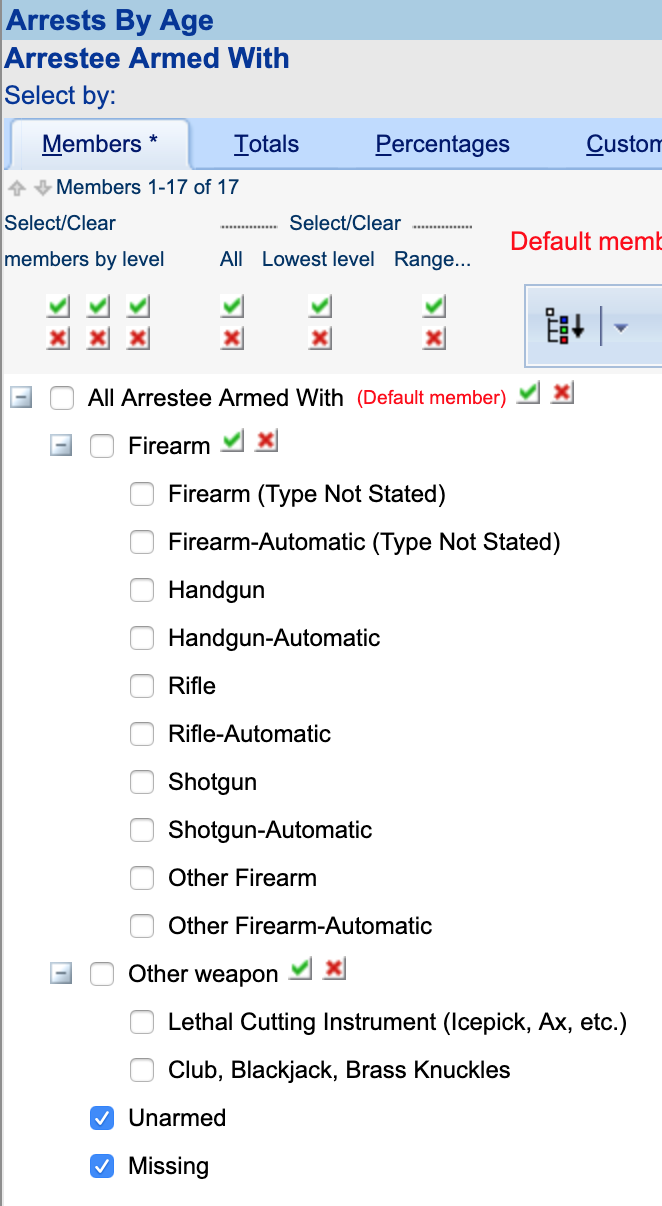 Arrests By Age
Arrestee Armed With
Select by:
Members * Totals Percentages Custom
Members 1-17 of 17
Select/Clear Select/Clear
members by level All Lowest level Range...
Default memb
All Arrestee Armed With (Default member)
Firearm
Firearm (Type Not Stated)
Firearm-Automatic (Type Not Stated)
Handgun
Handgun-Automatic
Rifle
Rifle-Automatic
Shotgun
Shotgun-Automatic
Other Firearm
Other Firearm-Automatic
Other weapon
Lethal Cutting Instrument (Icepick, Ax, etc.)
Club, Blackjack, Brass Knuckles
Unarmed
Missing